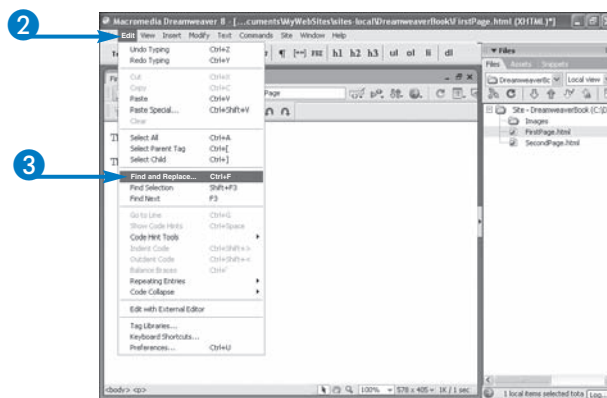 2
3
Macromedia Dreamweaver 8 - [...cuments\MyWebSites\sites-local\DreamweaverBook\FirstPage.html (XHTML)*]
Edit View Insert Modify Text Commands Site Window Help
¶ PRE h1 h2 h3 ul ol li dl
Undo Typing Ctrl+Z
Redo Typing Ctrl+Y
Cut Ctrl+X
Copy Ctrl+C
Paste Ctrl+V
Paste Special... Ctrl+Shift+V
Clear
Select All Ctrl+A
Select Parent Tag Ctrl+[
Select Child Ctrl+]
Find and Replace... Ctrl+F
Find Selection Shift+F3
Find Next F3
Go to Line Ctrl+G
Show Code Hints Ctrl+Space
Code Hint Tools
Indent Code Ctrl+Shift+>
Outdent Code Ctrl+Shift+<
Balance Braces Ctrl+'
Repeating Entries
Code Collapse
Edit with External Editor
Tag Libraries...
Keyboard Shortcuts...
Preferences... Ctrl+U
Page
<body> <p> 100% 578 x 405 1K / 1 sec
Files
Files Assets Snippets
DreamweaverBc Local view
Site - DreamweaverBook (C:\D
Images
FirstPage.html
SecondPage.html
1 local items selected tota Log...